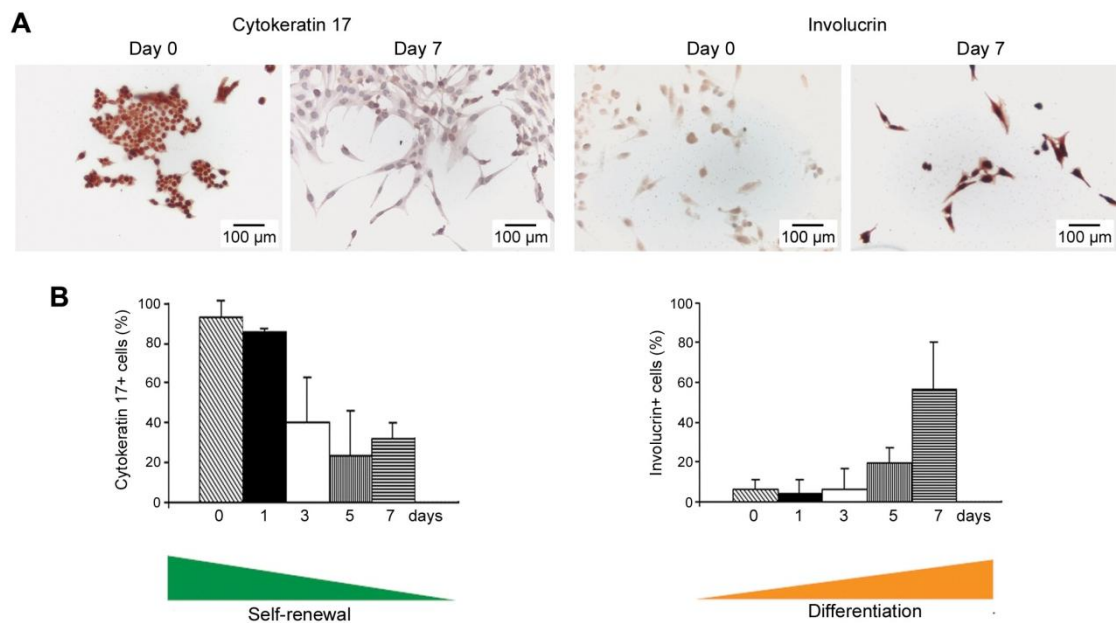 A
Cytokeratin 17
Involucrin
Day 0
Day 7
Day 0
Day 7
100 µm
100 µm
100 µm
100 µm
B
Cytokeratin 17+ cells (%)
100
80
60
40
20
0
0 1 3 5 7 days
Involucrin+ cells (%)
100
80
60
40
20
0
0 1 3 5 7 days
Self-renewal
Differentiation